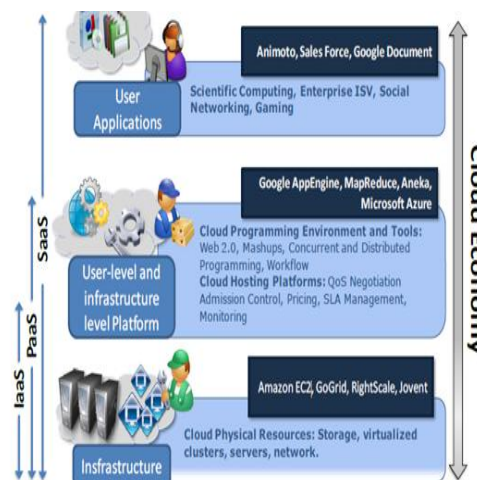 Animoto, Sales Force, Google Document
User
Applications
Scientific Computing, Enterprise ISV, Social
Networking, Gaming
Google AppEngine, MapReduce, Aneka,
Microsoft Azure
User-level and
infrastructure
level Platform
Cloud Programming Environment and Tools:
Web 2.0, Mashups, Concurrent and Distributed
Programming, Workflow
Cloud Hosting Platforms: QoS Negotiation
Admission Control, Pricing, SLA Management,
Monitoring
Amazon EC2, GoGrid, RightScale, Jovent
Insfrastructure
Cloud Physical Resources: Storage, virtualized
clusters, servers, network.
IaaS
PaaS
SaaS
Cloud Economy